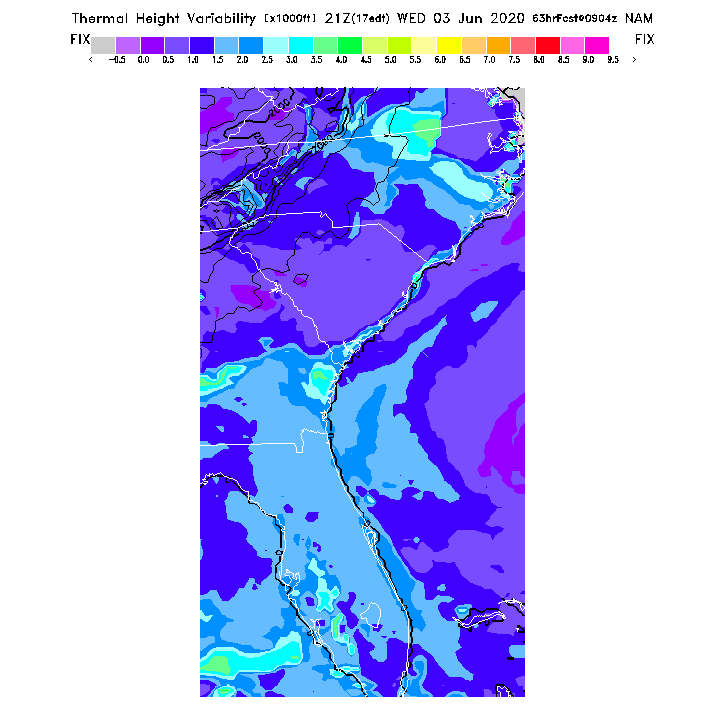 Thermal Height Variability [x1000ft] 21Z(17edt) WED 03 Jun 2020 63hrFcst@0904z NAM
FIX FIX
< -0.5 0.0 0.5 1.0 1.5 2.0 2.5 3.0 3.5 4.0 4.5 5.0 5.5 6.0 6.5 7.0 7.5 8.0 8.5 9.0 9.5 >
2000